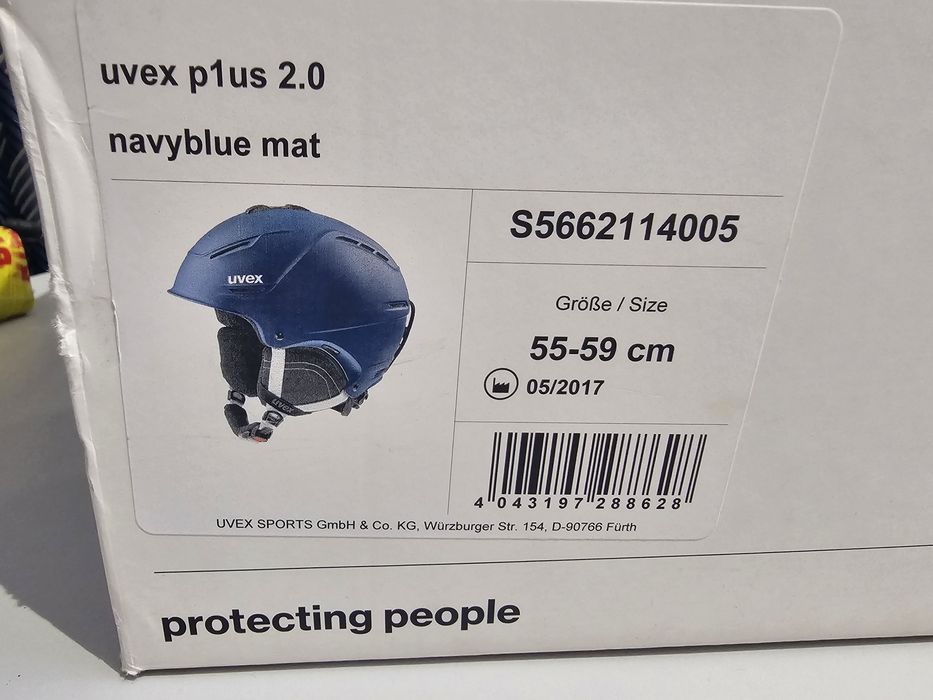 uvex p1us 2.0
navyblue mat
uvex
uvex
S5662114005
Größe / Size
55-59 cm
05/2017
4 043197 288628
UVEX SPORTS GmbH & Co. KG, Würzburger Str. 154, D-90766 Fürth
protecting people